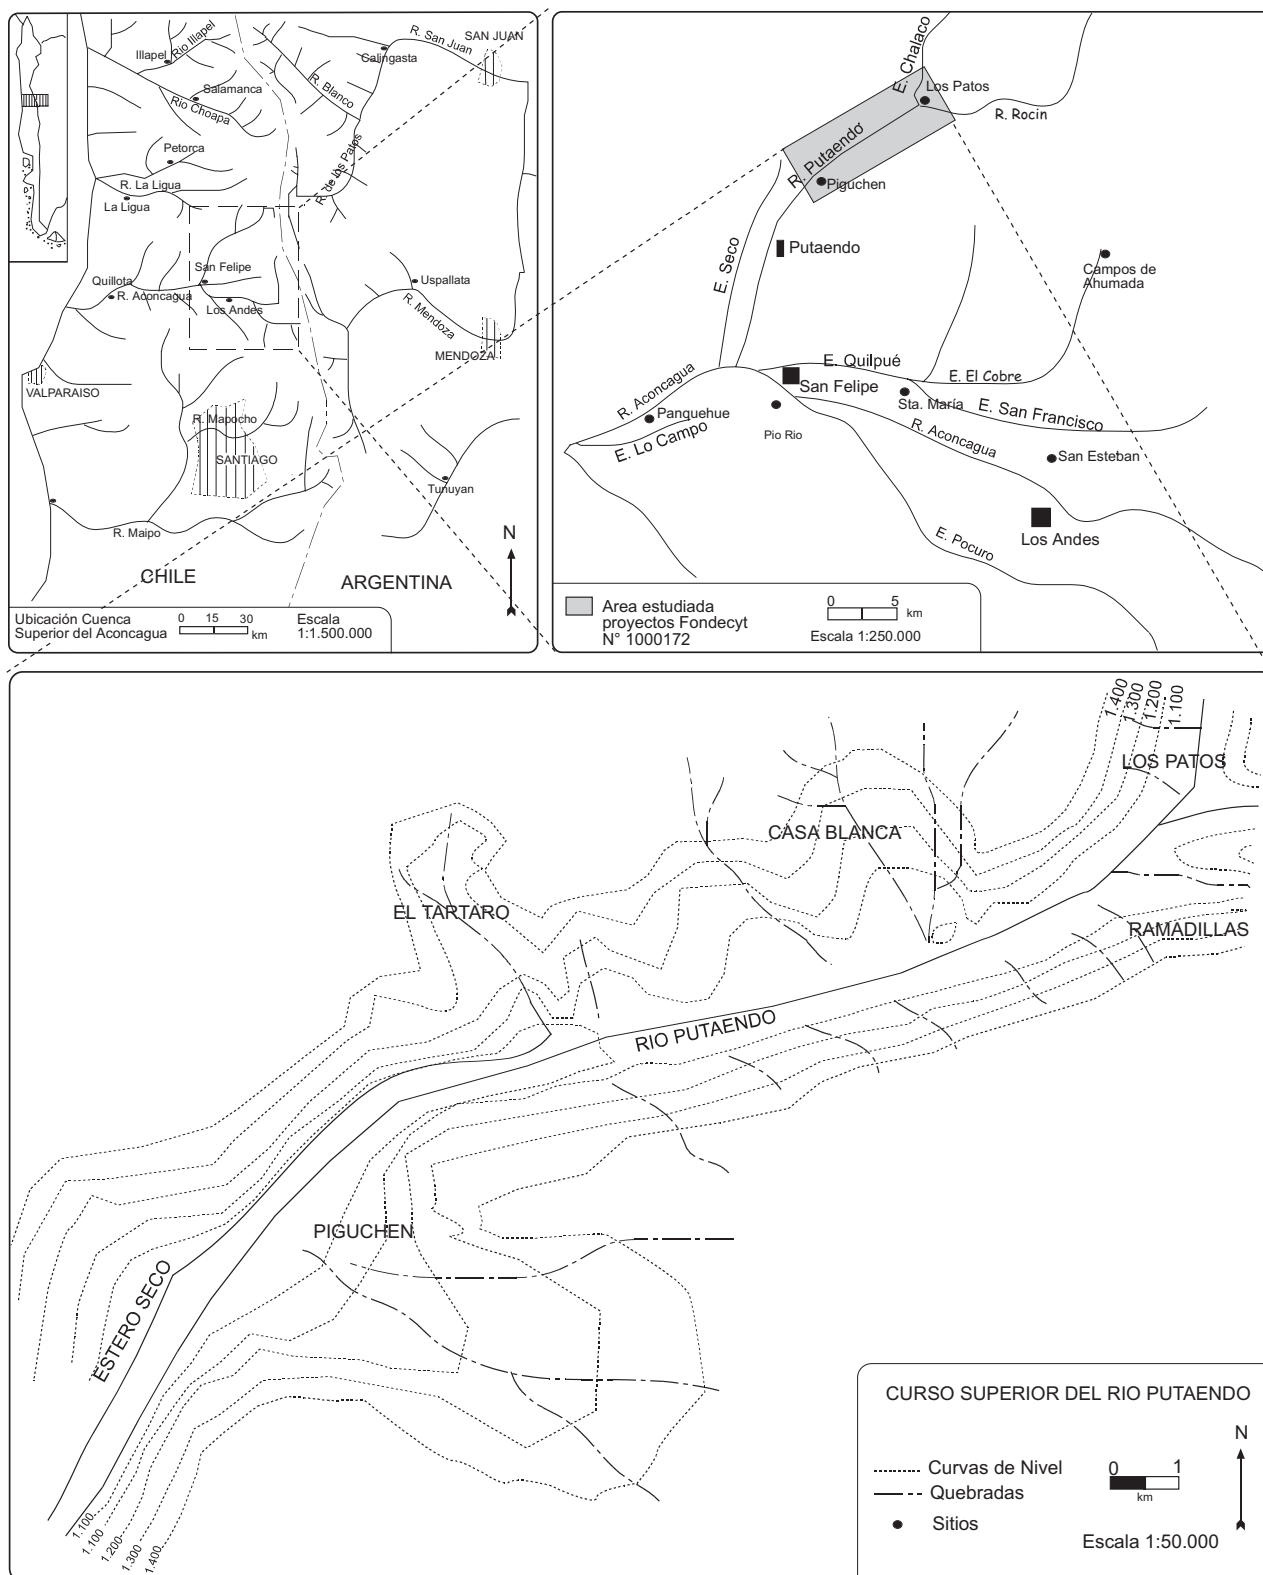 Illapel
Rio Illapel
R. San Juan
SAN JUAN
Calingasta
R. Blanco
Salamanca
Rio Choapa
Petorca
R. de los Patos
R. La Ligua
La Ligua
San Felipe
Quillota
R. Aconcagua
Los Andes
Uspallata
R. Mendoza
MENDOZA
VALPARAISO
R. Mapocho
SANTIAGO
Tunuyan
R. Maipo
N
CHILE
ARGENTINA
Ubicación Cuenca
Superior del Aconcagua
0 15 30
km
Escala
1:1.500.000
E. Chalaco
Los Patos
R. Rocin
R. Putaendo
Piguchen
E. Seco
Putaendo
Campos de
Ahumada
E. Quilpué
E. El Cobre
R. Aconcagua
San Felipe
Sta. María
E. San Francisco
Panquehue
E. Lo Campo
Pio Rio
R. Aconcagua
San Esteban
Los Andes
E. Pocuro
Area estudiada
proyectos Fondecyt
N° 1000172
0 5
km
Escala 1:250.000
1.400
1.300
1.200
1.100
LOS PATOS
CASA BLANCA
EL TARTARO
RAMADILLAS
RIO PUTAENDO
PIGUCHEN
ESTERO SECO
1.100
1.100
1.200
1.300
1.400
CURSO SUPERIOR DEL RIO PUTAENDO
Curvas de Nivel
Quebradas
Sitios
0 1
km
N
Escala 1:50.000